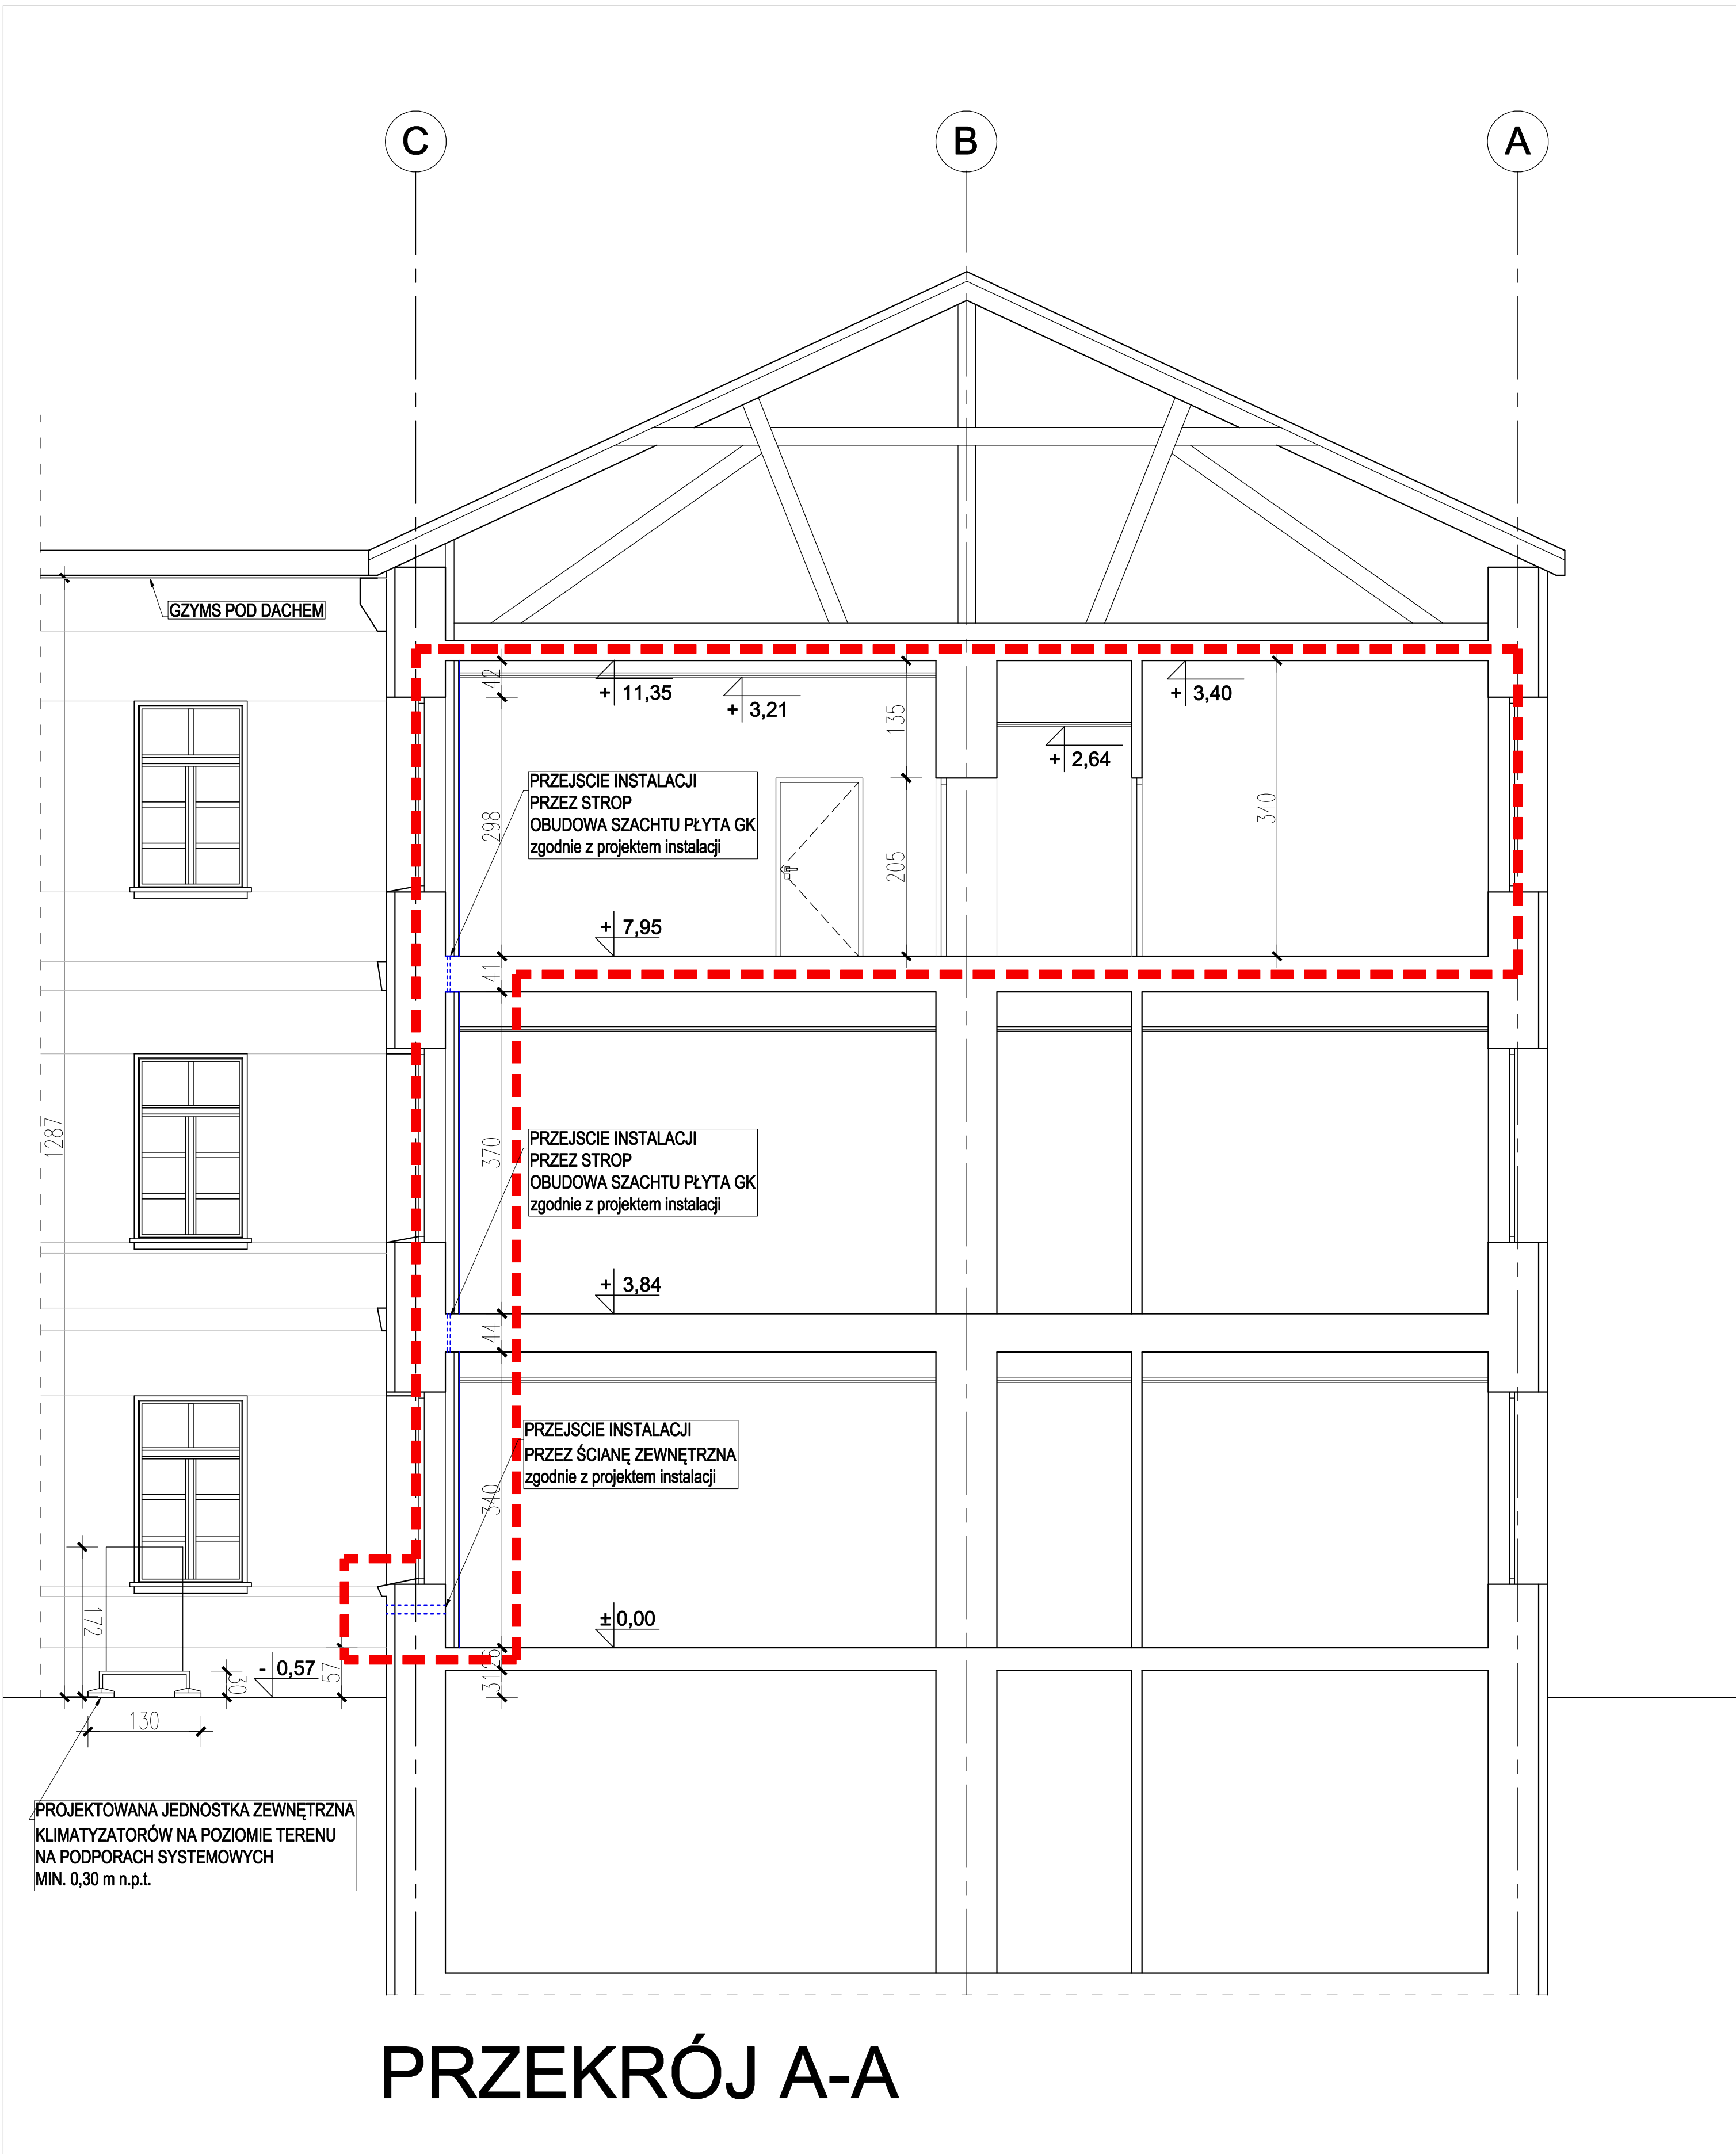 C
B
A
GZYMS POD DACHEM
42
+ 11,35
+ 3,21
135
+ 3,40
+ 2,64
PRZEJSCIE INSTALACJI
PRZEZ STROP
OBUDOWA SZACHTU PŁYTA GK
zgodnie z projektem instalacji
298
205
340
+ 7,95
41
1287
370
PRZEJSCIE INSTALACJI
PRZEZ STROP
OBUDOWA SZACHTU PŁYTA GK
zgodnie z projektem instalacji
+ 3,84
44
PRZEJSCIE INSTALACJI
PRZEZ ŚCIANĘ ZEWNĘTRZNA
zgodnie z projektem instalacji
340
172
± 0,00
- 0,57
57
30
3126
130
PROJEKTOWANA JEDNOSTKA ZEWNĘTRZNA
KLIMATYZATORÓW NA POZIOMIE TERENU
NA PODPORACH SYSTEMOWYCH
MIN. 0,30 m n.p.t.
PRZEKRÓJ A-A